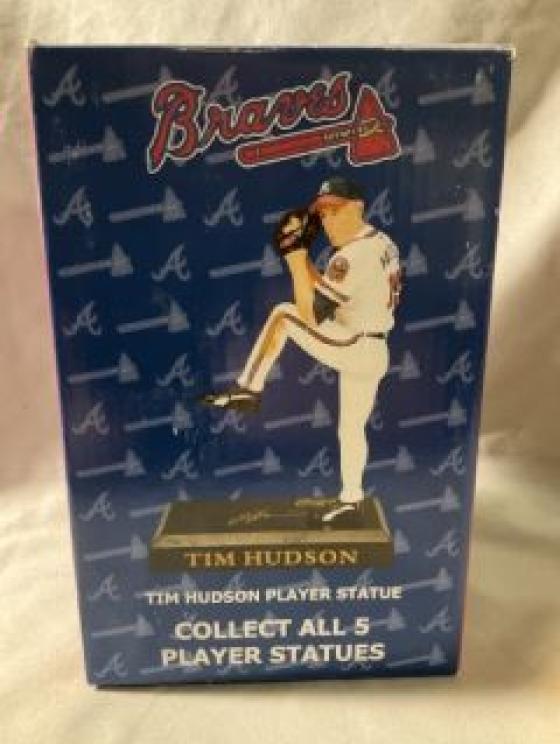 Braves
TIM HUDSON
TIM HUDSON PLAYER STATUE
COLLECT ALL 5
PLAYER STATUES